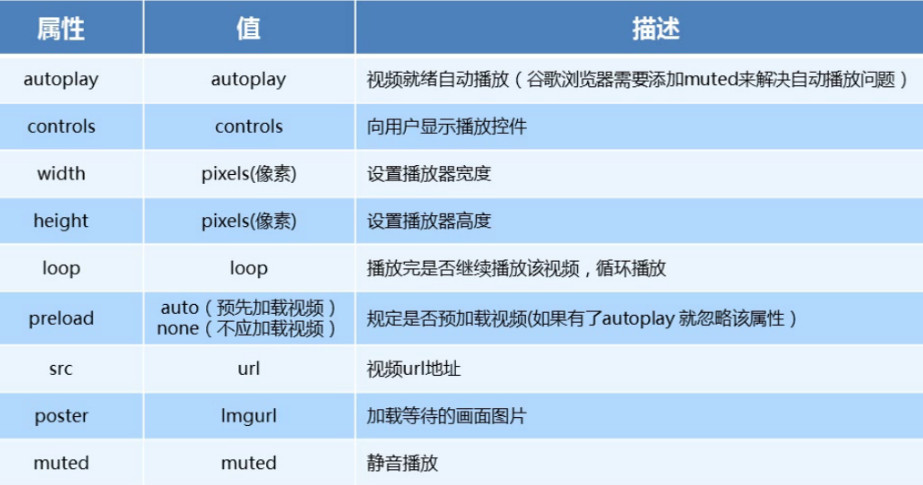 属性 值 描述
autoplay autoplay 视频就绪自动播放（谷歌浏览器需要添加muted来解决自动播放问题）
controls controls 向用户显示播放控件
width pixels(像素) 设置播放器宽度
height pixels(像素) 设置播放器高度
loop loop 播放完是否继续播放该视频，循环播放
preload auto（预先加载视频）
none（不应加载视频） 规定是否预加载视频(如果有了autoplay 就忽略该属性）
src url 视频url地址
poster Imgurl 加载等待的画面图片
muted muted 静音播放